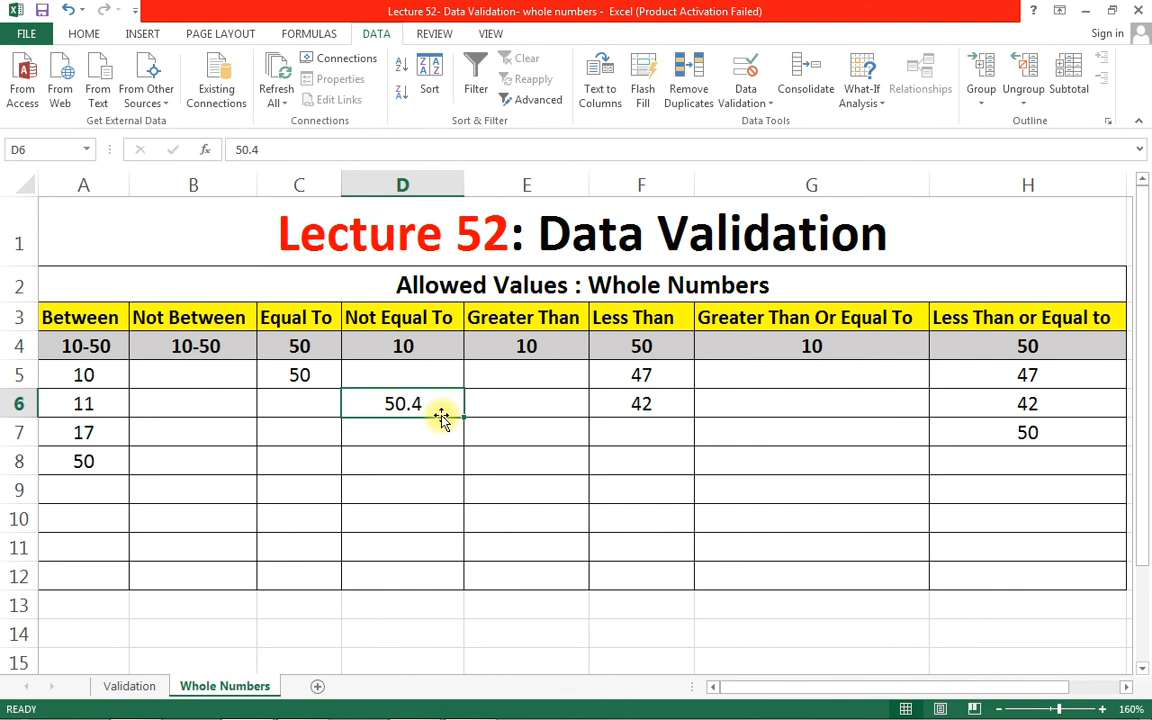 Lecture 52- Data Validation- whole numbers - Excel (Product Activation Failed)
FILE HOME INSERT PAGE LAYOUT FORMULAS DATA REVIEW VIEW Sign in
From Access
From Web
From Text
From Other Sources
Existing Connections
Get External Data
Refresh All
Connections
Properties
Edit Links
Connections
Sort
Filter
Clear
Reapply
Advanced
Sort & Filter
Text to Columns
Flash Fill
Remove Duplicates
Data Validation
Consolidate
What-If Analysis
Relationships
Data Tools
Group
Ungroup
Subtotal
Outline
D6 fx 50.4
A B C D E F G H
1 Lecture 52: Data Validation
2 Allowed Values : Whole Numbers
3 Between Not Between Equal To Not Equal To Greater Than Less Than Greater Than Or Equal To Less Than or Equal to
4 10-50 10-50 50 10 10 50 10 50
5 10 50 47 47
6 11 50.4 42 42
7 17 50
8 50
9
10
11
12
13
14
15
Validation Whole Numbers
READY 160%